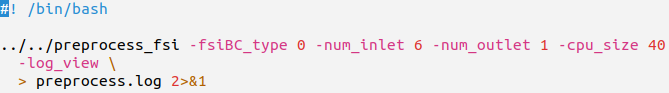 #! /bin/bash
../../preprocess_fsi -fsiBC_type 0 -num_inlet 6 -num_outlet 1 -cpu_size 40
-log_view \
> preprocess.log 2>&1